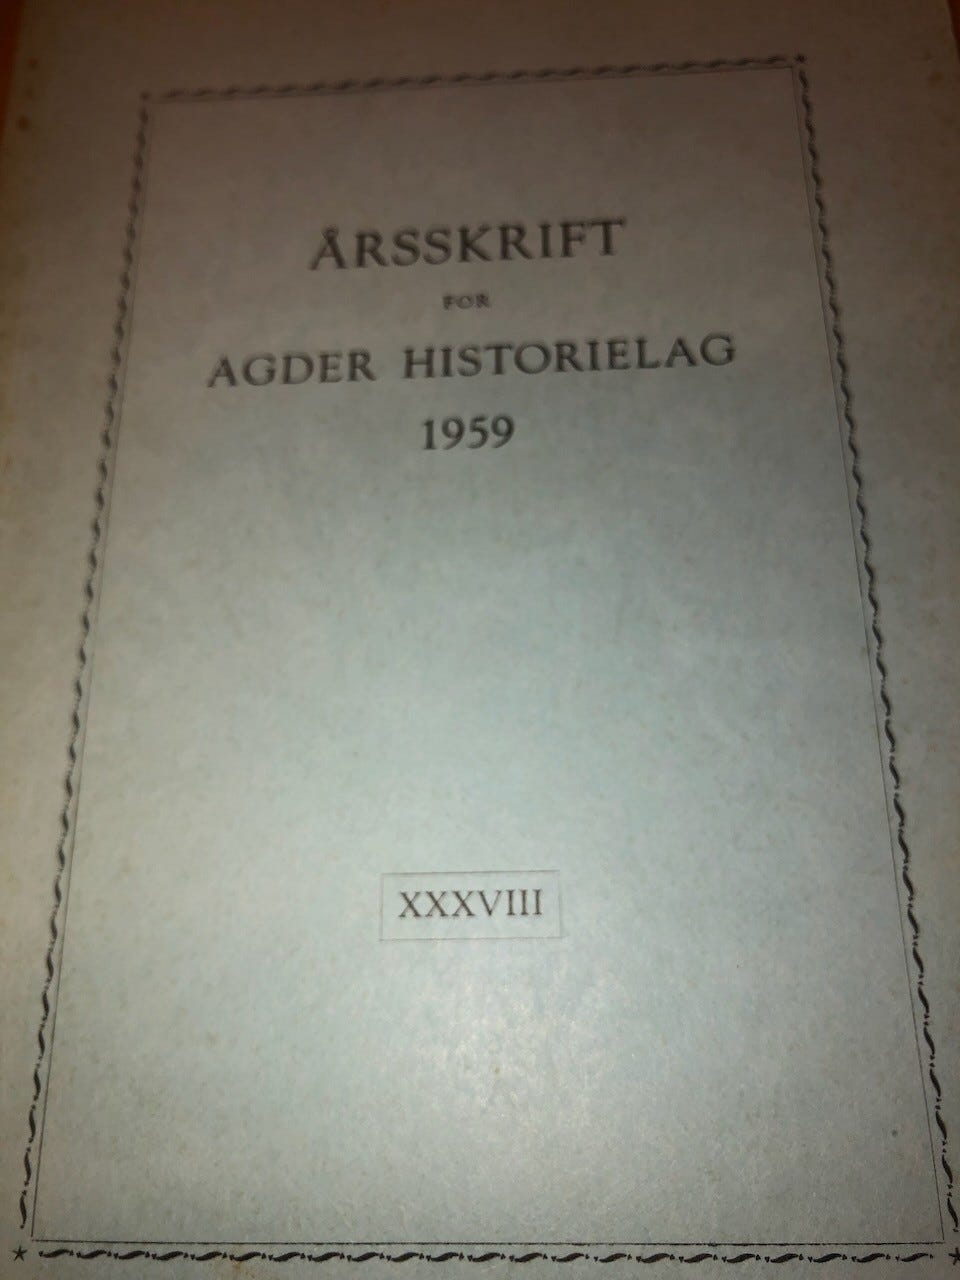 ÅRSSKRIFT
FOR
AGDER HISTORIELAG
1959
XXXVIII